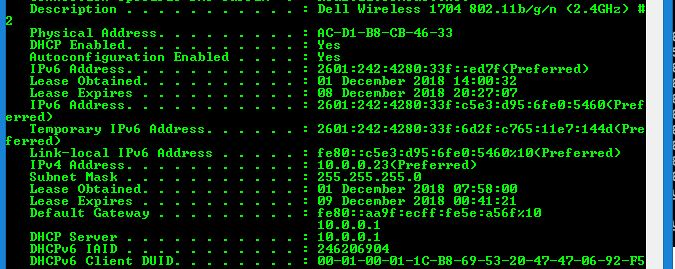 Description . . . . . . . . . . . : Dell Wireless 1704 802.11b/g/n (2.4GHz) #
2
Physical Address. . . . . . . . . : AC-D1-B8-CB-46-33
DHCP Enabled. . . . . . . . . . . : Yes
Autoconfiguration Enabled . . . . : Yes
IPv6 Address. . . . . . . . . . . : 2601:242:4280:33f::ed7f(Preferred)
Lease Obtained. . . . . . . . . . : 01 December 2018 14:00:32
Lease Expires . . . . . . . . . . : 08 December 2018 20:27:07
IPv6 Address. . . . . . . . . . . : 2601:242:4280:33f:c5e3:d95:6fe0:5460(Pref
erred)
Temporary IPv6 Address. . . . . . : 2601:242:4280:33f:6d2f:c765:11e7:144d(Pre
ferred)
Link-local IPv6 Address . . . . . : fe80::c5e3:d95:6fe0:5460%10(Preferred)
IPv4 Address. . . . . . . . . . . : 10.0.0.23(Preferred)
Subnet Mask . . . . . . . . . . . : 255.255.255.0
Lease Obtained. . . . . . . . . . : 01 December 2018 07:58:00
Lease Expires . . . . . . . . . . : 09 December 2018 00:41:21
Default Gateway . . . . . . . . . : fe80::aa9f:ecff:fe5e:a56f%10
10.0.0.1
DHCP Server . . . . . . . . . . . : 10.0.0.1
DHCPv6 IAID . . . . . . . . . . . : 246206904
DHCPv6 Client DUID. . . . . . . . : 00-01-00-01-1C-B8-69-53-20-47-47-06-92-F5